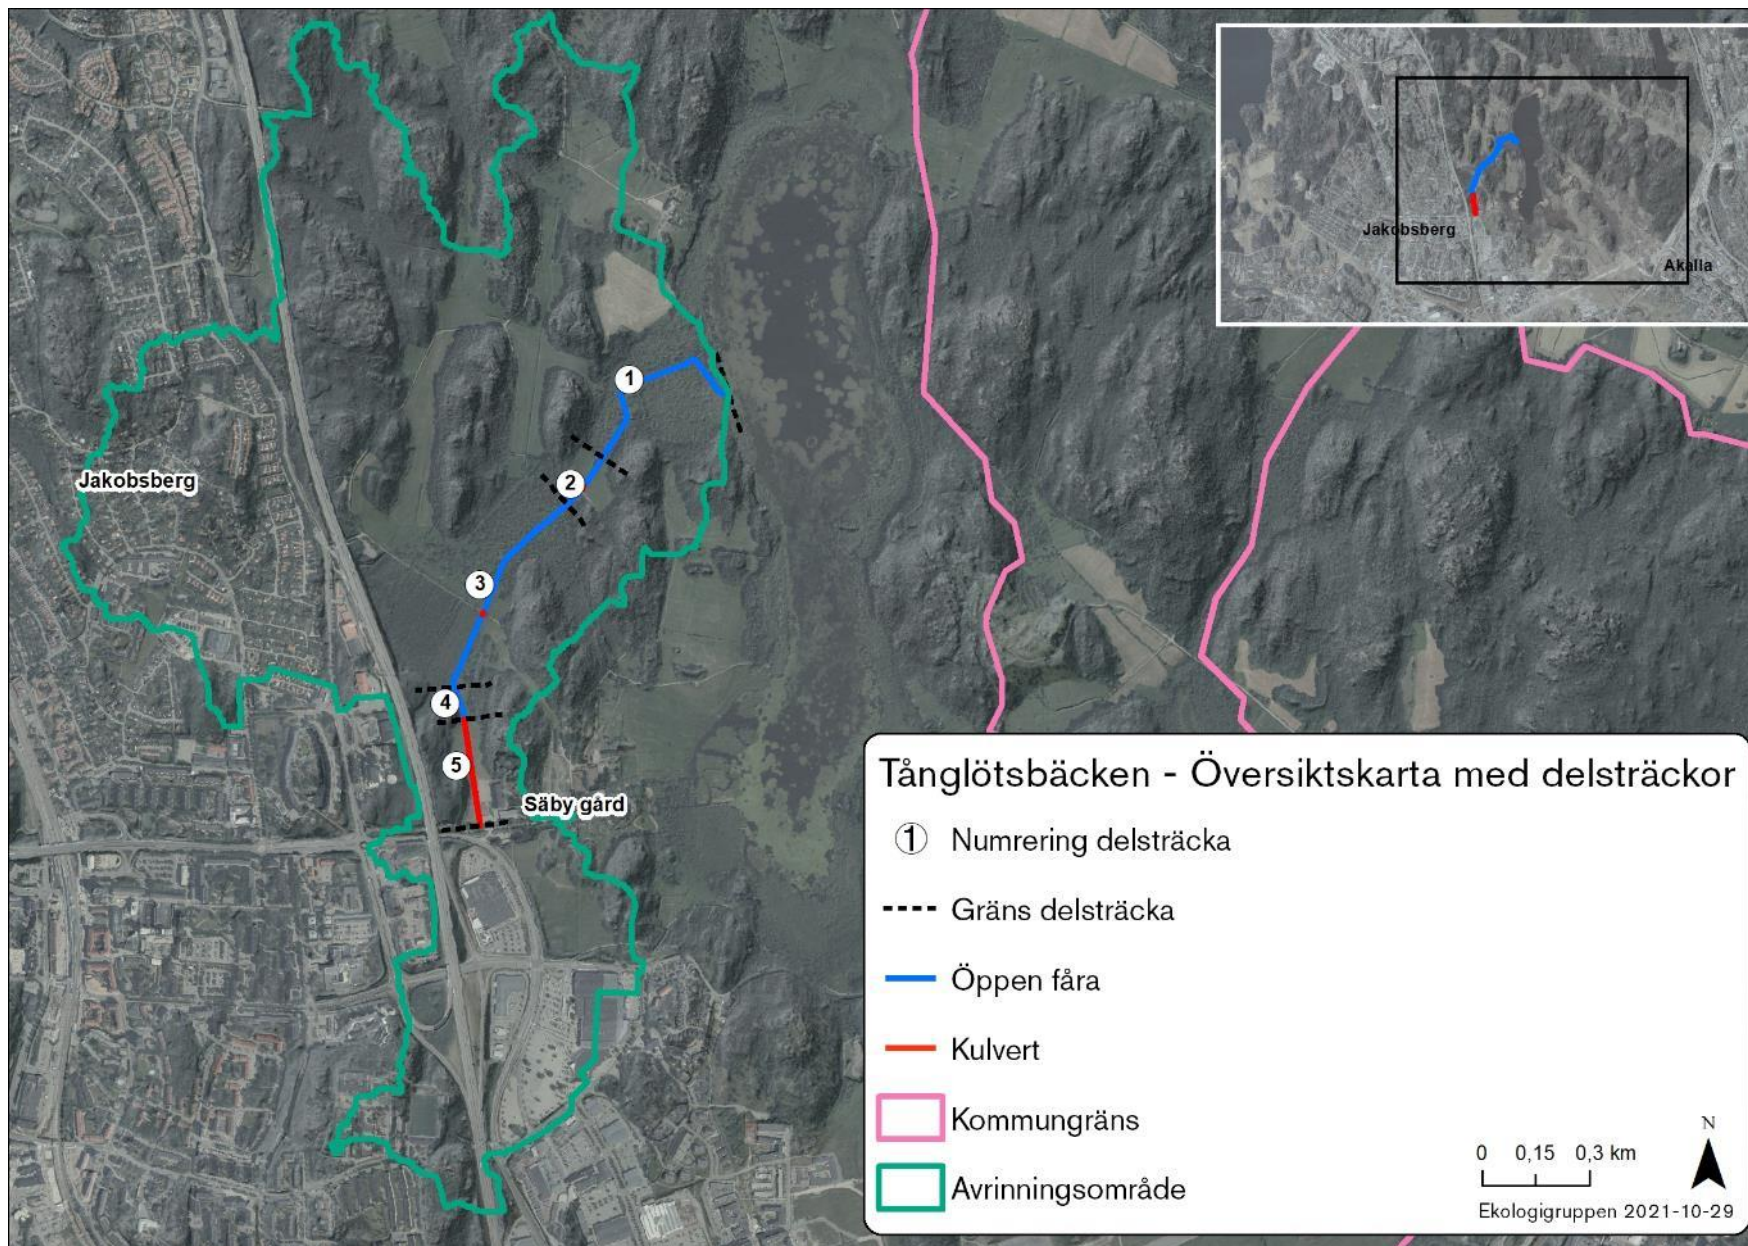 Jakobsberg
Akalla
1
2
Jakobsberg
3
4
5
Säby gård
Tånglötsbäcken - Översiktskarta med delsträckor
1 Numrering delsträcka
Gräns delsträcka
Öppen fåra
Kulvert
Kommungräns
Avrinningsområde
N
0 0,15 0,3 km
Ekologigruppen 2021-10-29